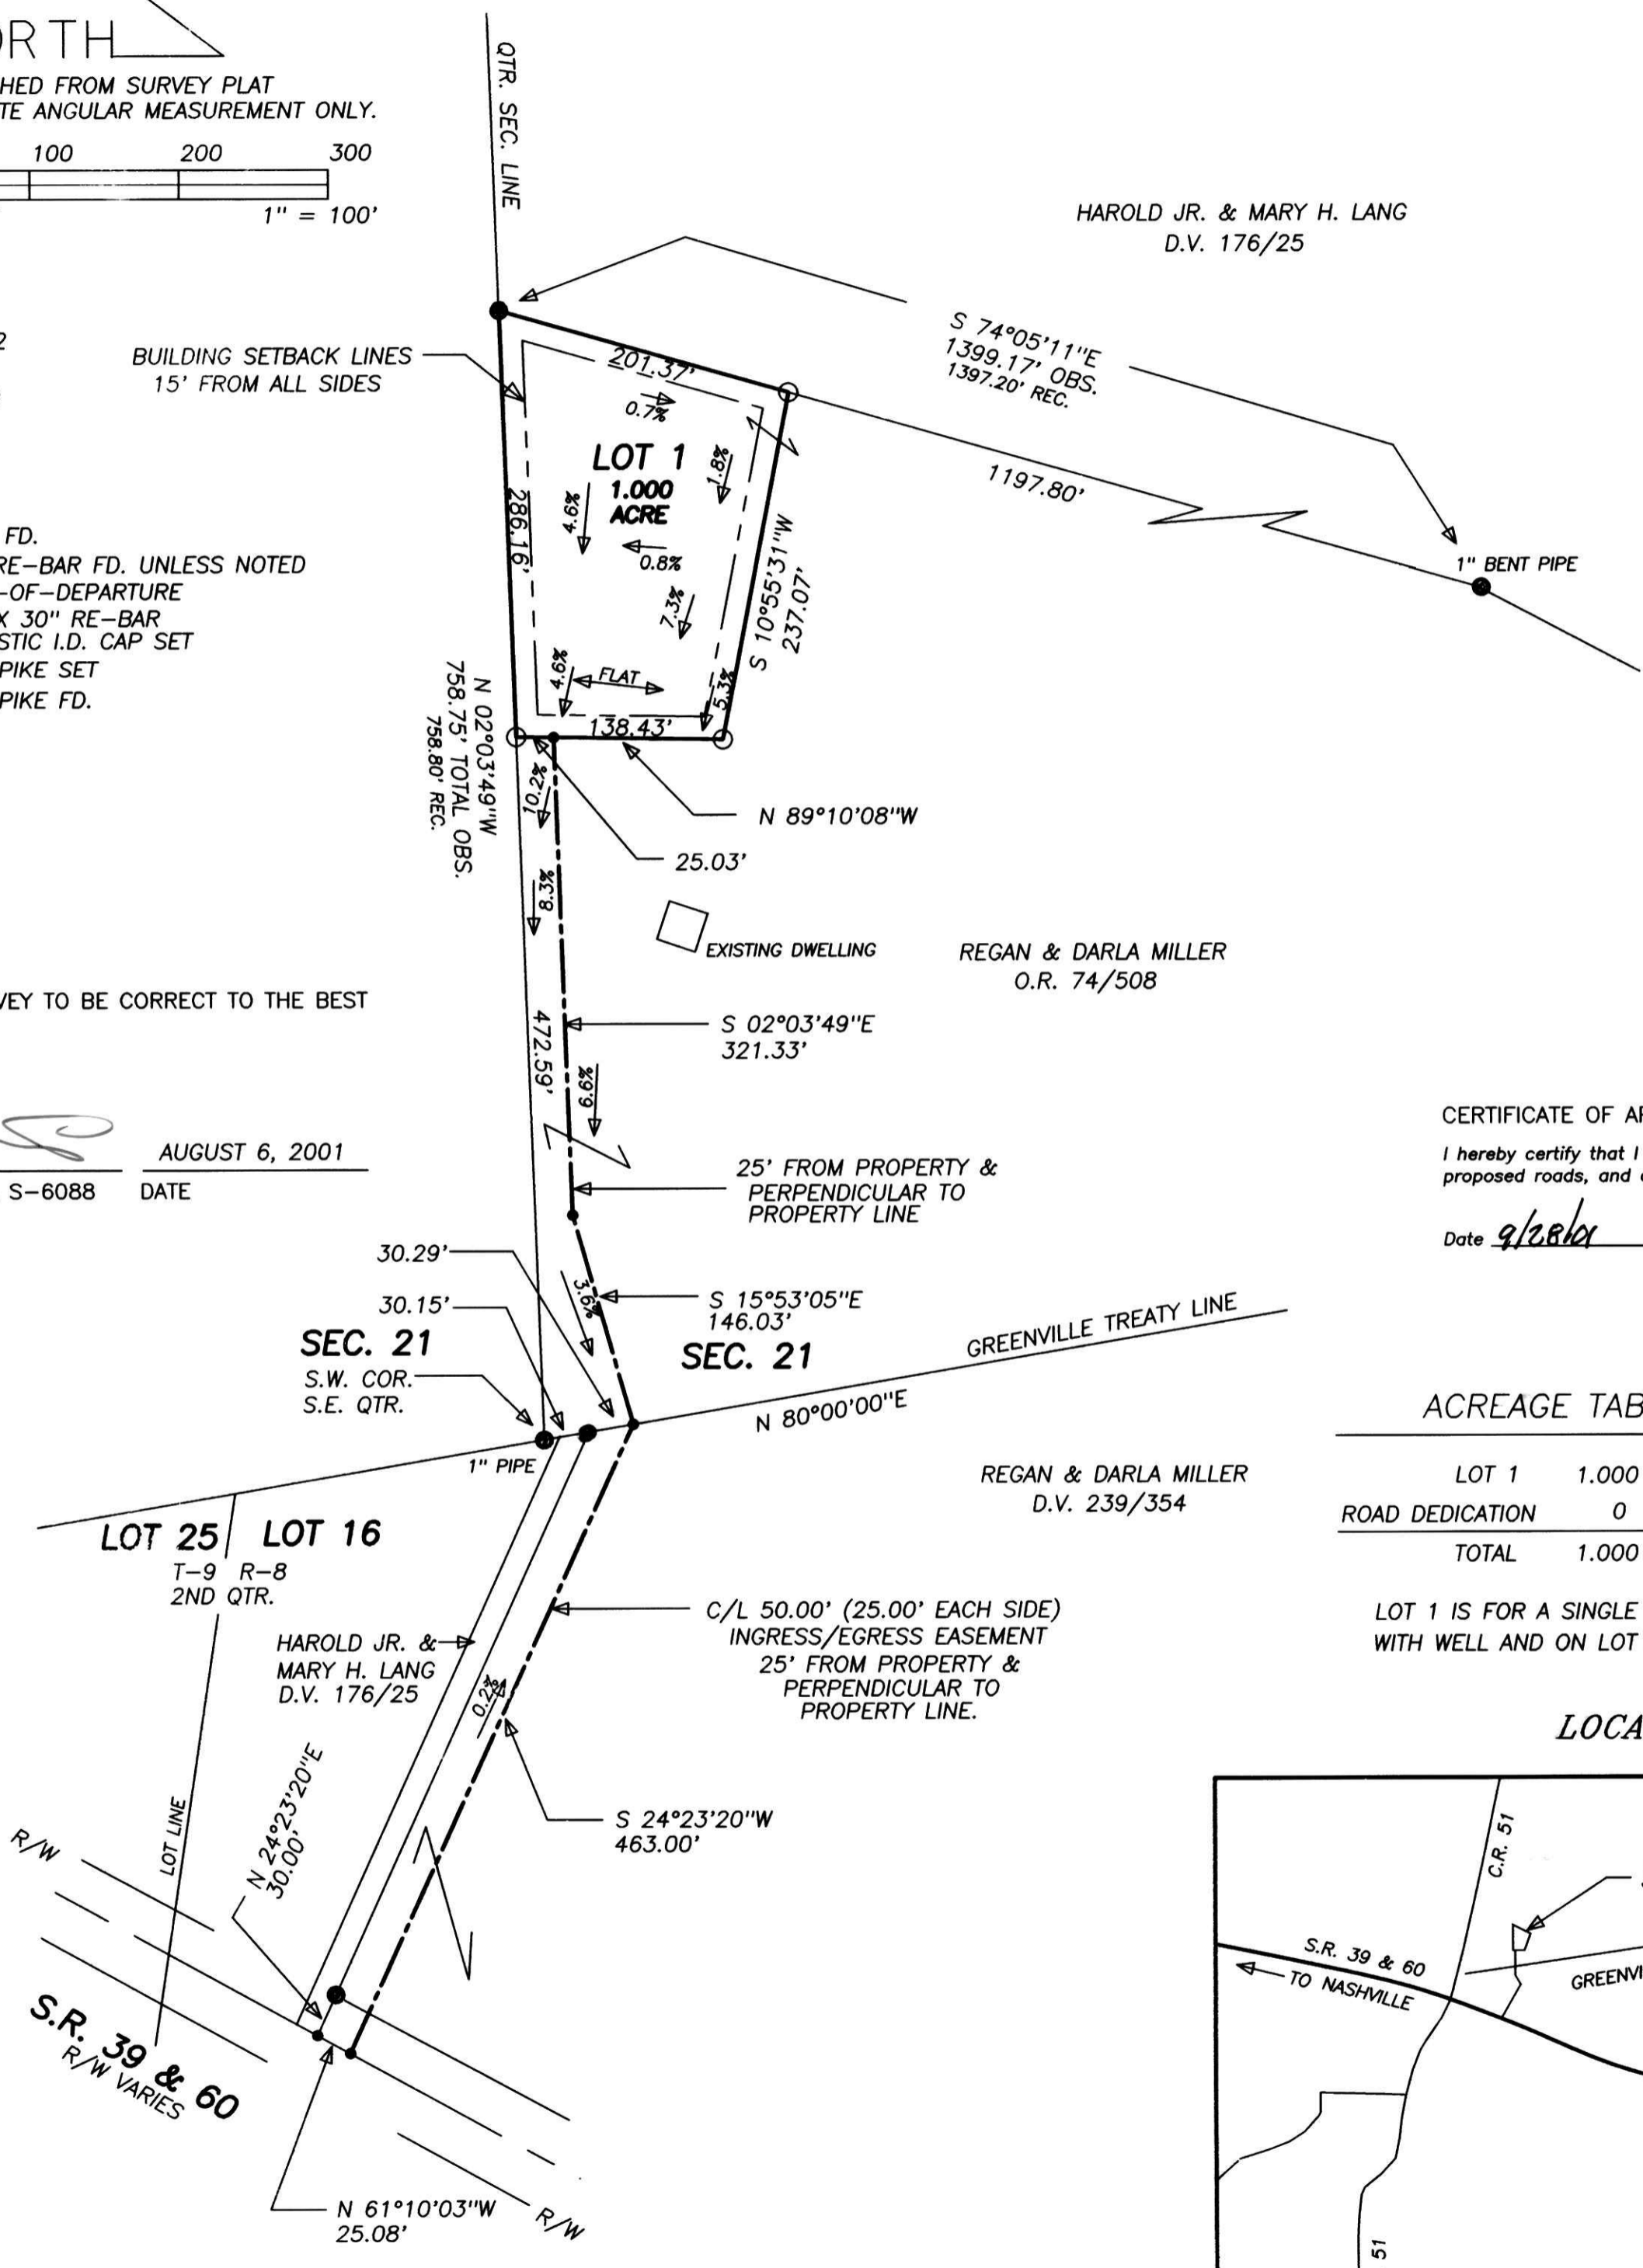 ORTH
HED FROM SURVEY PLAT
TE ANGULAR MEASUREMENT ONLY.
100 200 300
1" = 100'
QTR. SEC. LINE
HAROLD JR. & MARY H. LANG
D.V. 176/25
2
BUILDING SETBACK LINES
15' FROM ALL SIDES
S 74°05'11"E
1399.17' OBS.
1397.20' REC.
201.37'
0.7%
LOT 1
1.000
ACRE
1.8%
4.6%
286.16'
0.8%
7.3%
S 10°55'31"W
237.07'
1197.80'
1" BENT PIPE
FD.
RE-BAR FD. UNLESS NOTED
-OF-DEPARTURE
X 30" RE-BAR
STIC I.D. CAP SET
PIKE SET
PIKE FD.
4.6%
FLAT
5.3%
138.43'
N 02°03'49"W
758.75' TOTAL OBS.
758.80' REC.
10.2%
N 89°10'08"W
25.03'
8.3%
EXISTING DWELLING
REGAN & DARLA MILLER
O.R. 74/508
VEY TO BE CORRECT TO THE BEST
472.59'
S 02°03'49"E
321.33'
6.6%
AUGUST 6, 2001
S-6088 DATE
25' FROM PROPERTY &
PERPENDICULAR TO
PROPERTY LINE
CERTIFICATE OF AP
I hereby certify that I
proposed roads, and
Date 9/28/01
30.29'
30.15'
3.6%
S 15°53'05"E
146.03'
SEC. 21
SEC. 21
S.W. COR.
S.E. QTR.
GREENVILLE TREATY LINE
N 80°00'00"E
1" PIPE
ACREAGE TAB
LOT 1 1.000
ROAD DEDICATION 0
TOTAL 1.000
REGAN & DARLA MILLER
D.V. 239/354
LOT 25 LOT 16
T-9 R-8
2ND QTR.
LOT 1 IS FOR A SINGLE
WITH WELL AND ON LOT
C/L 50.00' (25.00' EACH SIDE)
INGRESS/EGRESS EASEMENT
25' FROM PROPERTY &
PERPENDICULAR TO
PROPERTY LINE.
HAROLD JR. &
MARY H. LANG
D.V. 176/25
0.2%
LOCA
N 24°23'20"E
30.00'
LOT LINE
R/W
S 24°23'20"W
463.00'
C.R. 51
S.R. 39 & 60
TO NASHVILLE
GREENVI
S.R. 39 & 60
R/W VARIES
N 61°10'03"W
25.08'
R/W
51